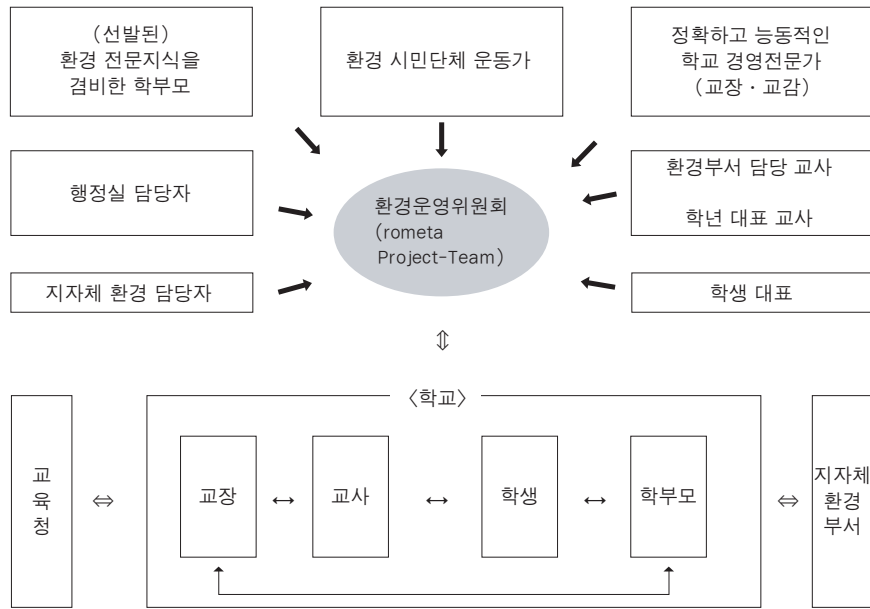 (선발된)
환경 전문지식을
겸비한 학부모
환경 시민단체 운동가
정확하고 능동적인
학교 경영전문가
(교장·교감)
행정실 담당자
환경운영위원회
(rometa
Project-Team)
환경부서 담당 교사
학년 대표 교사
지자체 환경 담당자
학생 대표
⇕
〈학교〉
교
육
청
⇔
교장
↔
교사
↔
학생
↔
학부모
⇔
지자체
환경
부서